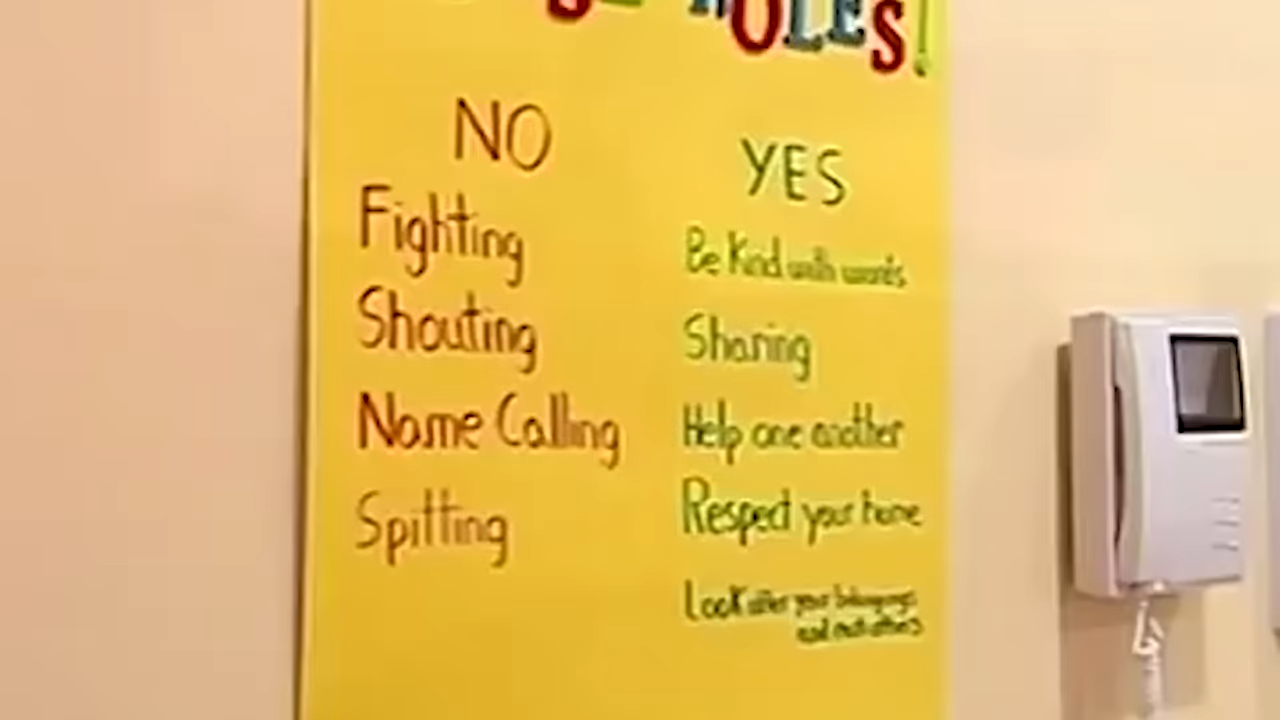 RULES!
NO
Fighting
Shouting
Name Calling
Spitting
YES
Be Kind with words
Sharing
Help one another
Respect your home
Look after your belongings
and each others